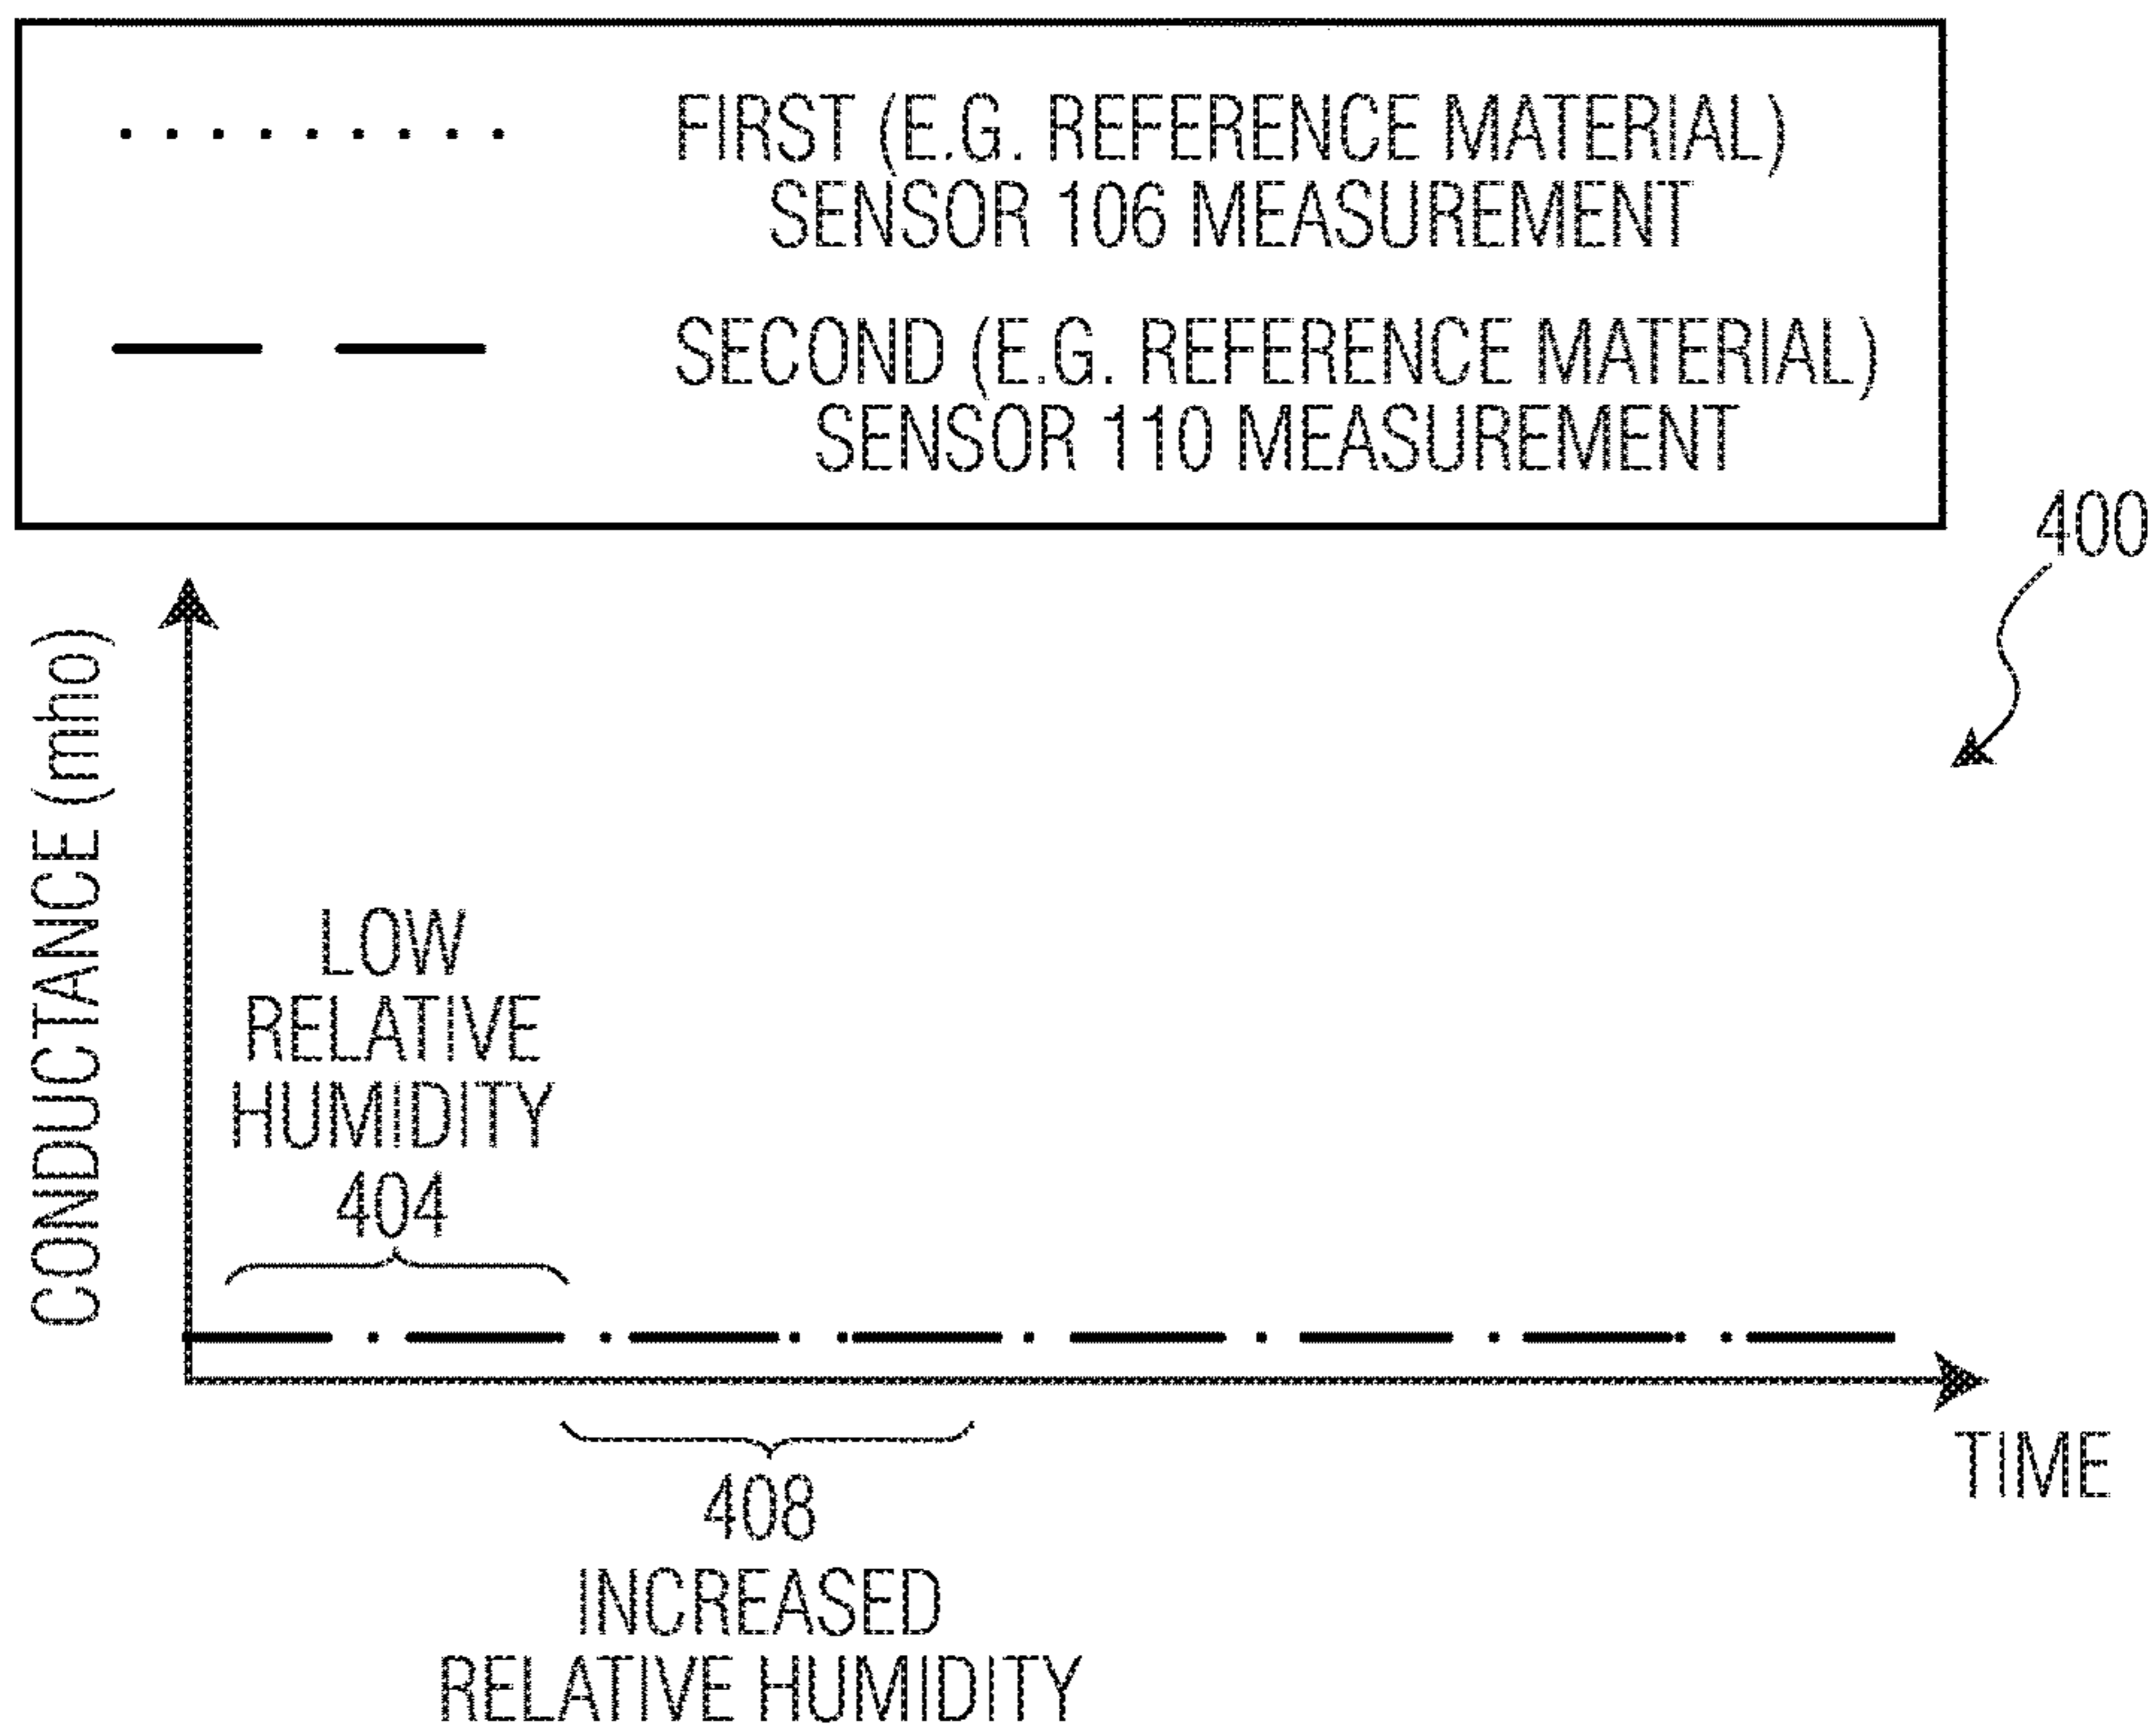 FIRST (E.G. REFERENCE MATERIAL)
SENSOR 106 MEASUREMENT
SECOND (E.G. REFERENCE MATERIAL)
SENSOR 110 MEASUREMENT
400
CONDUCTANCE (mho)
LOW
RELATIVE
HUMIDITY
404
TIME
408
INCREASED
RELATIVE HUMIDITY